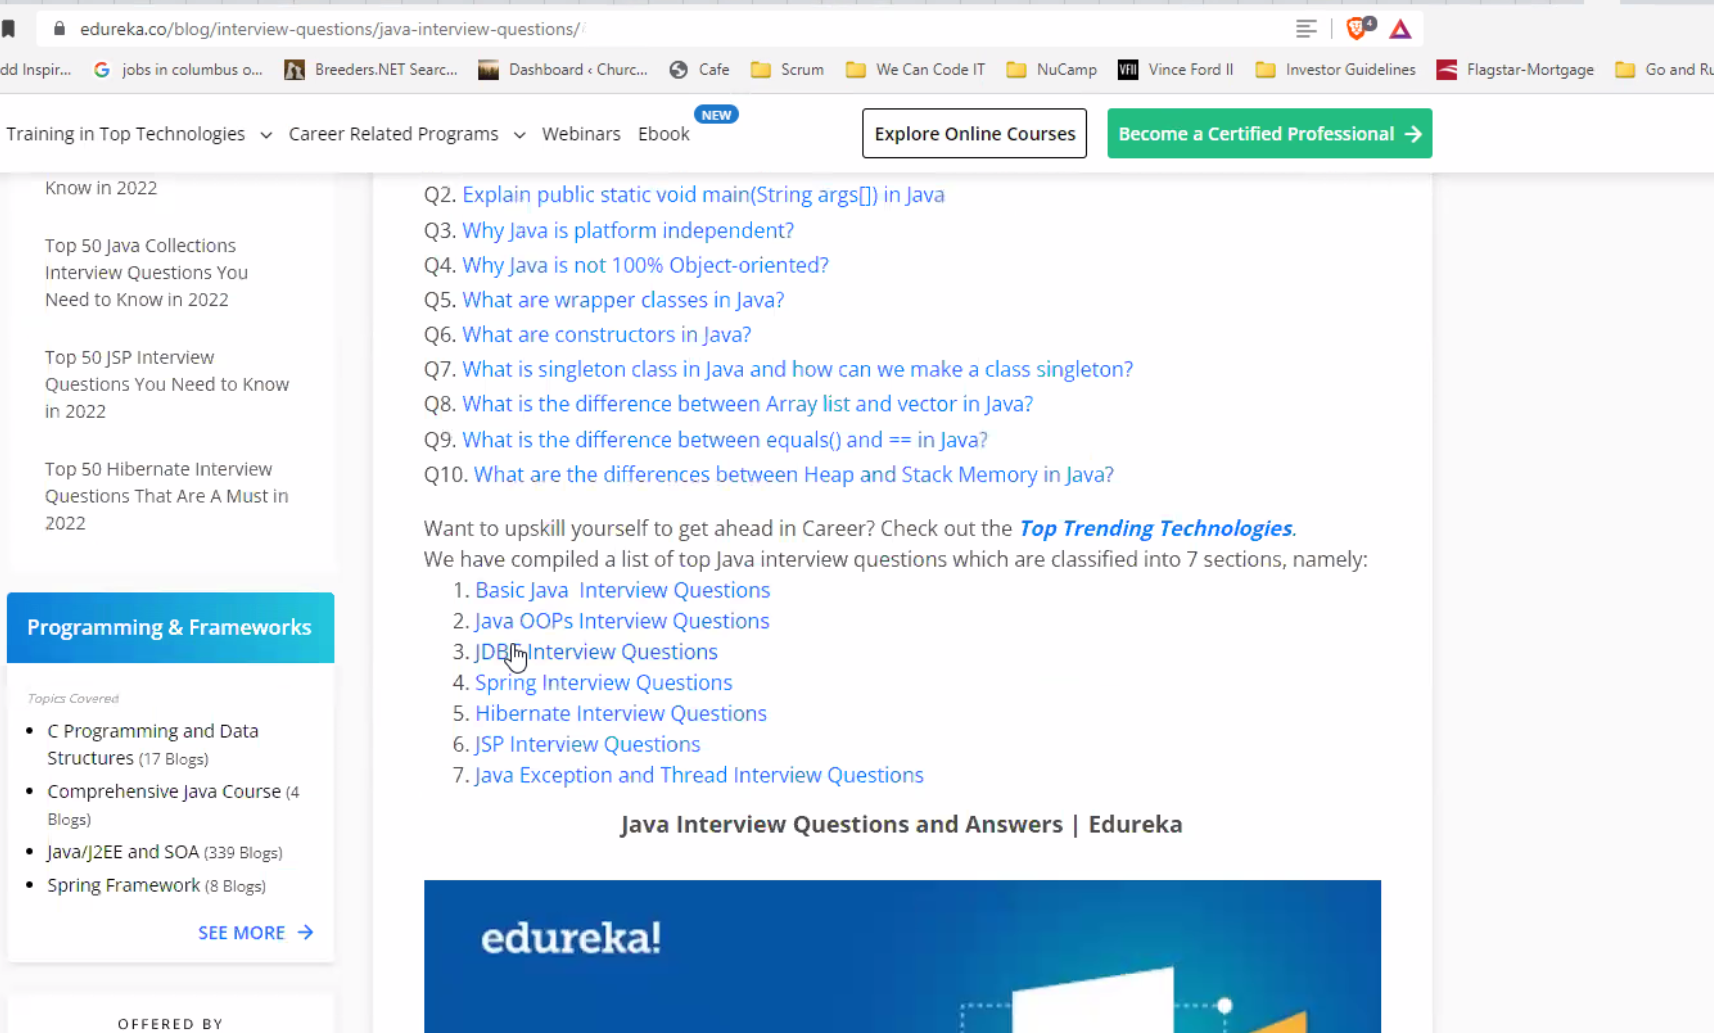 edureka.co/blog/interview-questions/java-interview-questions/
4
dd Inspir... jobs in columbus o... Breeders.NET Searc... Dashboard ‹ Churc... Cafe Scrum We Can Code IT NuCamp VFII Vince Ford II Investor Guidelines Flagstar-Mortgage Go and Ru
NEW
Training in Top Technologies Career Related Programs Webinars Ebook Explore Online Courses Become a Certified Professional →
Know in 2022
Top 50 Java Collections
Interview Questions You
Need to Know in 2022
Top 50 JSP Interview
Questions You Need to Know
in 2022
Top 50 Hibernate Interview
Questions That Are A Must in
2022
Programming & Frameworks
Topics Covered
• C Programming and Data
Structures (17 Blogs)
• Comprehensive Java Course (4
Blogs)
• Java/J2EE and SOA (339 Blogs)
• Spring Framework (8 Blogs)
SEE MORE →
OFFERED BY
Q2. Explain public static void main(String args[]) in Java
Q3. Why Java is platform independent?
Q4. Why Java is not 100% Object-oriented?
Q5. What are wrapper classes in Java?
Q6. What are constructors in Java?
Q7. What is singleton class in Java and how can we make a class singleton?
Q8. What is the difference between Array list and vector in Java?
Q9. What is the difference between equals() and == in Java?
Q10. What are the differences between Heap and Stack Memory in Java?
Want to upskill yourself to get ahead in Career? Check out the Top Trending Technologies.
We have compiled a list of top Java interview questions which are classified into 7 sections, namely:
1. Basic Java Interview Questions
2. Java OOPs Interview Questions
3. JDBC Interview Questions
4. Spring Interview Questions
5. Hibernate Interview Questions
6. JSP Interview Questions
7. Java Exception and Thread Interview Questions
Java Interview Questions and Answers | Edureka
edureka!